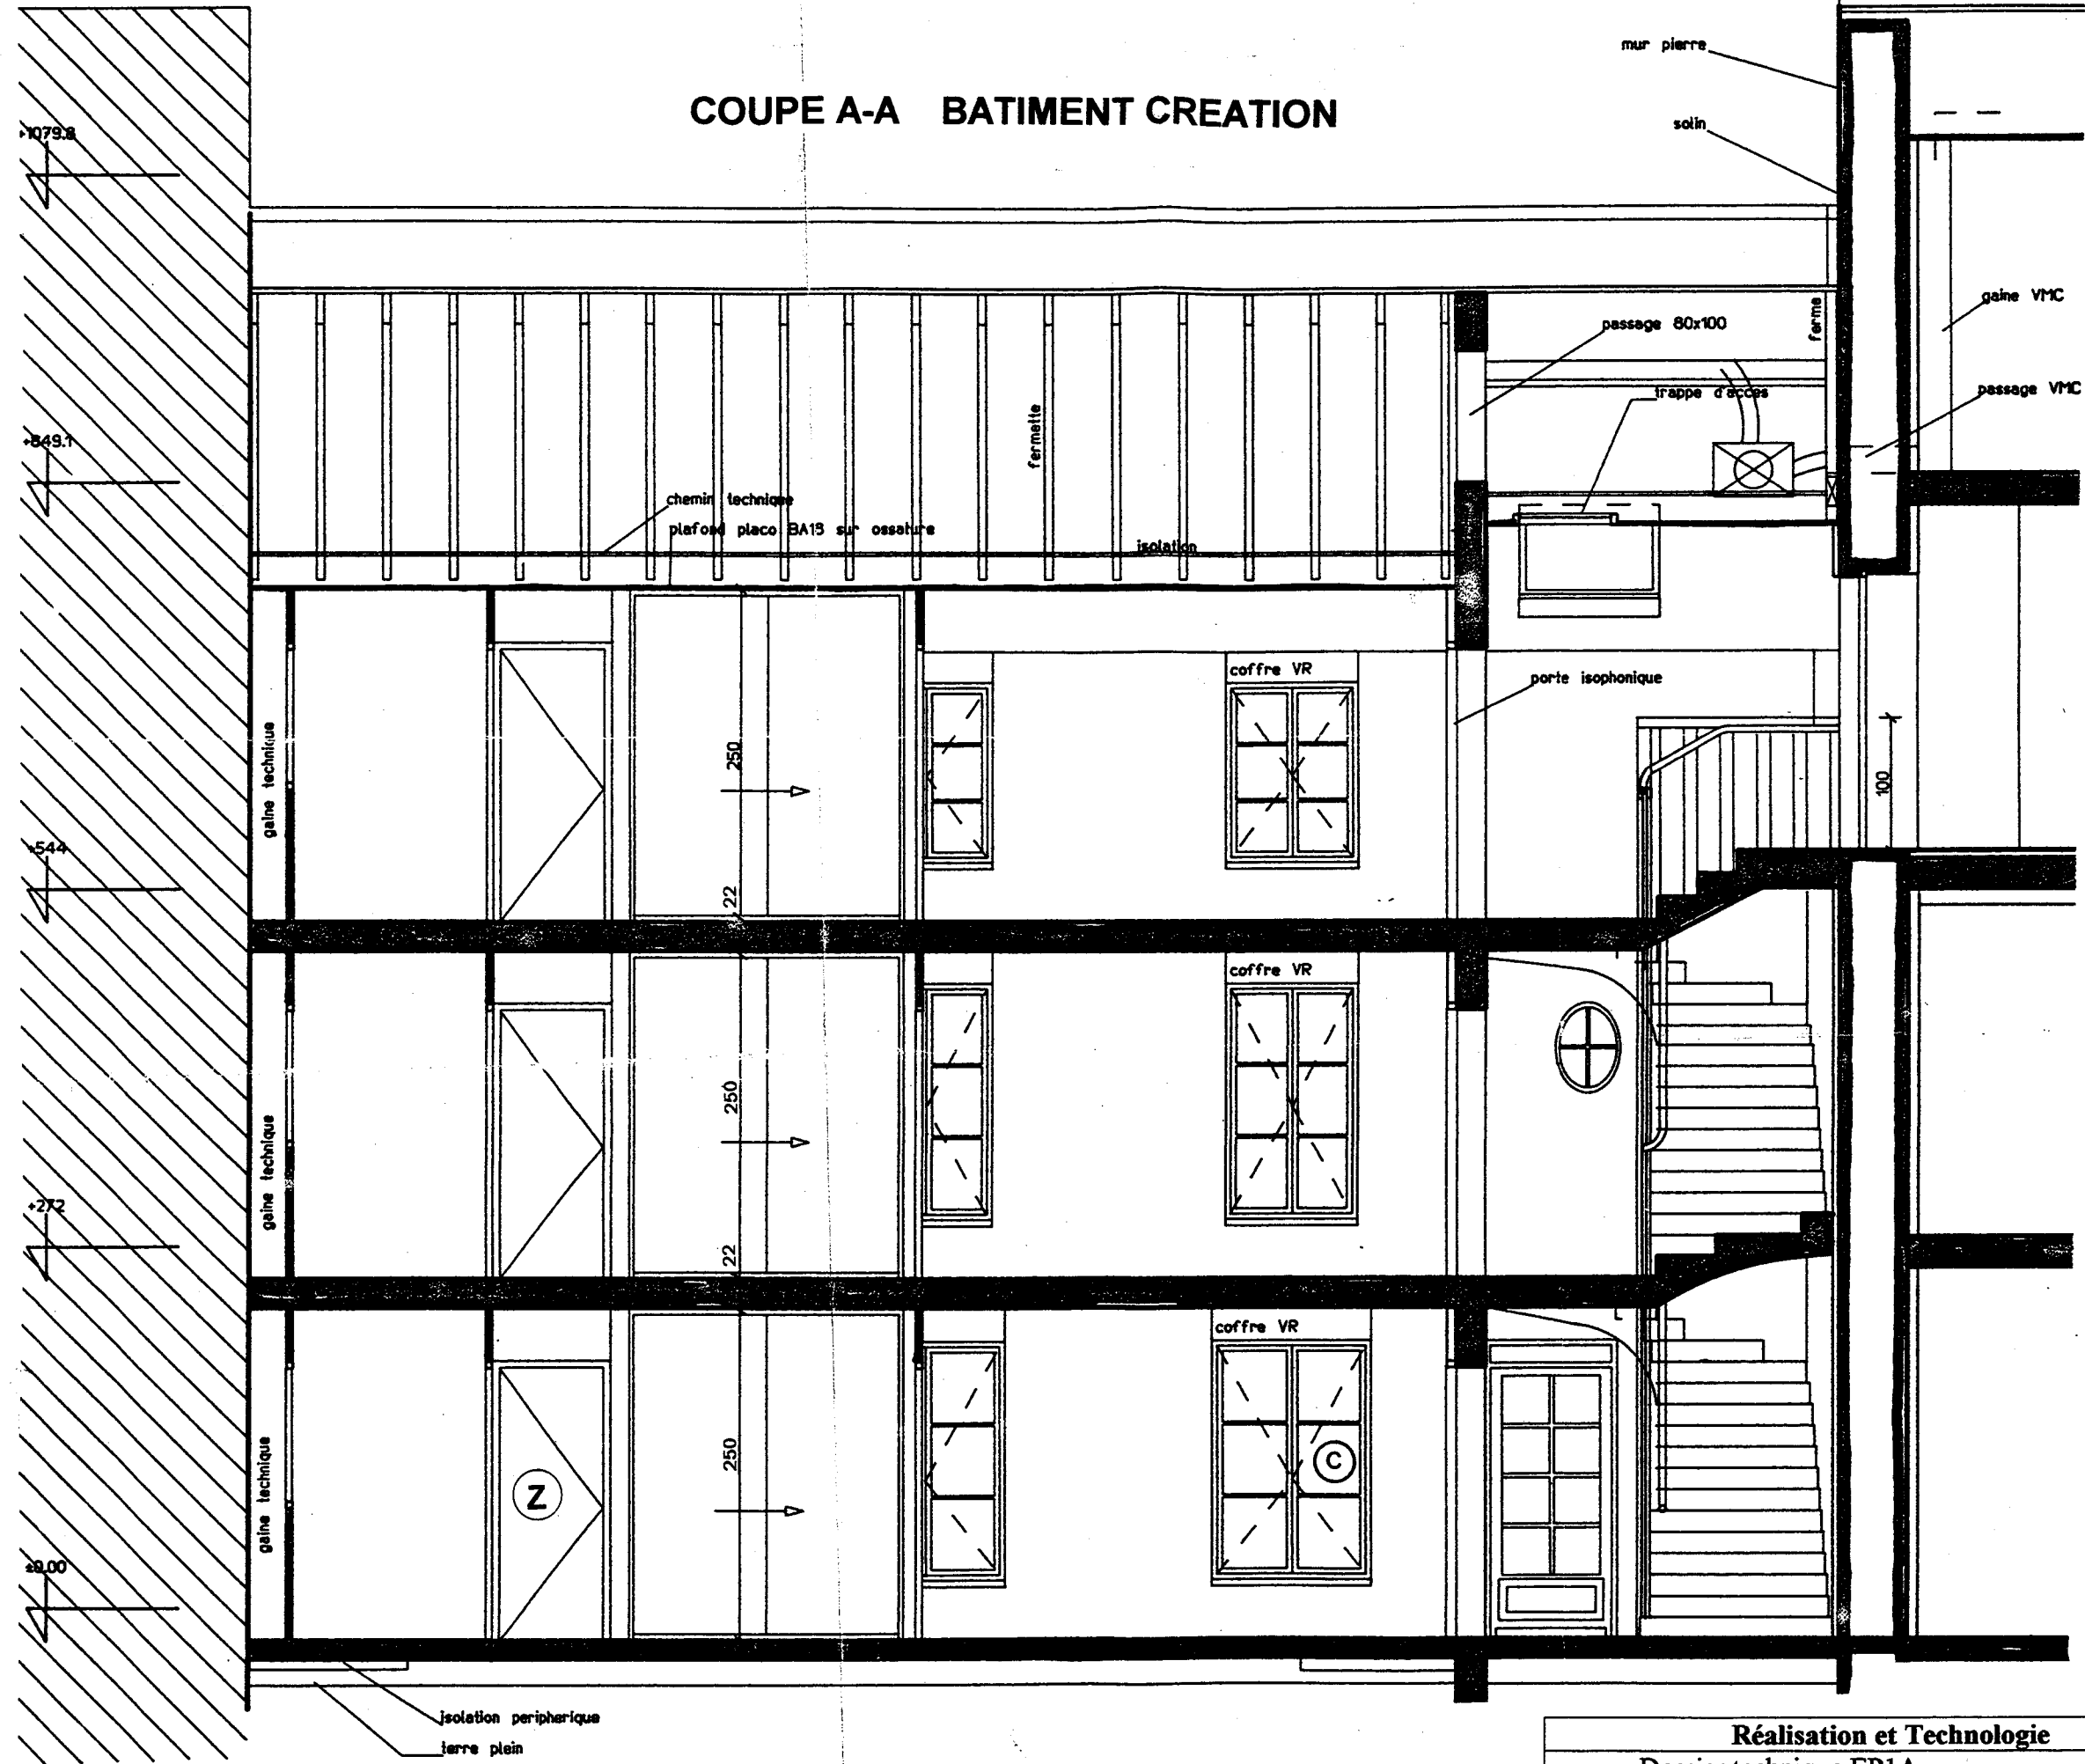 mur pierre
COUPE A-A BATIMENT CREATION
solin
+1079.8
gaine VMC
ferme
passage 80x100
trappe d'acces
passage VMC
+849.1
fermette
chemin technique
plafond placo BA13 sur ossature
isolation
coffre VR
porte isophonique
gaine technique
250
100
+544
22
coffre VR
250
gaine technique
+272
22
coffre VR
250
C
gaine technique
Z
±0.00
isolation peripherique
terre plein
Réalisation et Technologie